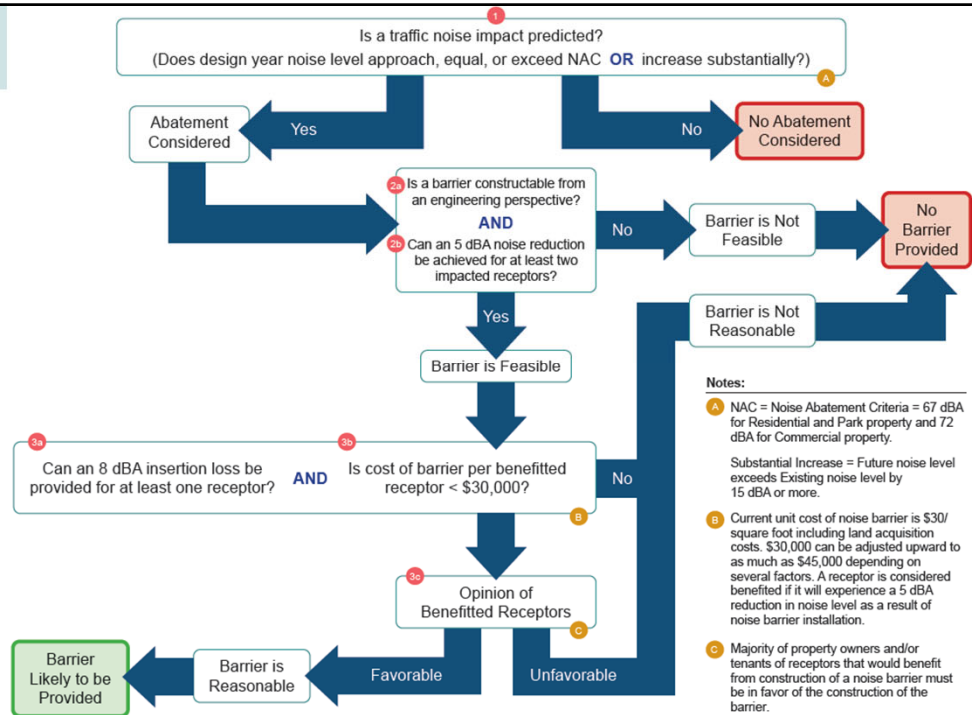 1
Is a traffic noise impact predicted?
(Does design year noise level approach, equal, or exceed NAC OR increase substantially?)
A
Abatement
Considered
Yes
No
No Abatement
Considered
2a
Is a barrier constructable from
an engineering perspective?
AND
2b
Can an 5 dBA noise reduction
be achieved for at least two
impacted receptors?
No
Barrier is Not
Feasible
No
Barrier
Provided
Yes
Barrier is Not
Reasonable
Barrier is Feasible
3a
Can an 8 dBA insertion loss be
provided for at least one receptor?
AND
3b
Is cost of barrier per benefitted
receptor < $30,000?
B
No
3c
Opinion of
Benefitted Receptors
C
Favorable
Unfavorable
Barrier is
Reasonable
Barrier
Likely to be
Provided
Notes:
A
NAC = Noise Abatement Criteria = 67 dBA
for Residential and Park property and 72
dBA for Commercial property.
Substantial Increase = Future noise level
exceeds Existing noise level by
15 dBA or more.
B
Current unit cost of noise barrier is $30/
square foot including land acquisition
costs. $30,000 can be adjusted upward to
as much as $45,000 depending on
several factors. A receptor is considered
benefited if it will experience a 5 dBA
reduction in noise level as a result of
noise barrier installation.
C
Majority of property owners and/or
tenants of receptors that would benefit
from construction of a noise barrier must
be in favor of the construction of the
barrier.